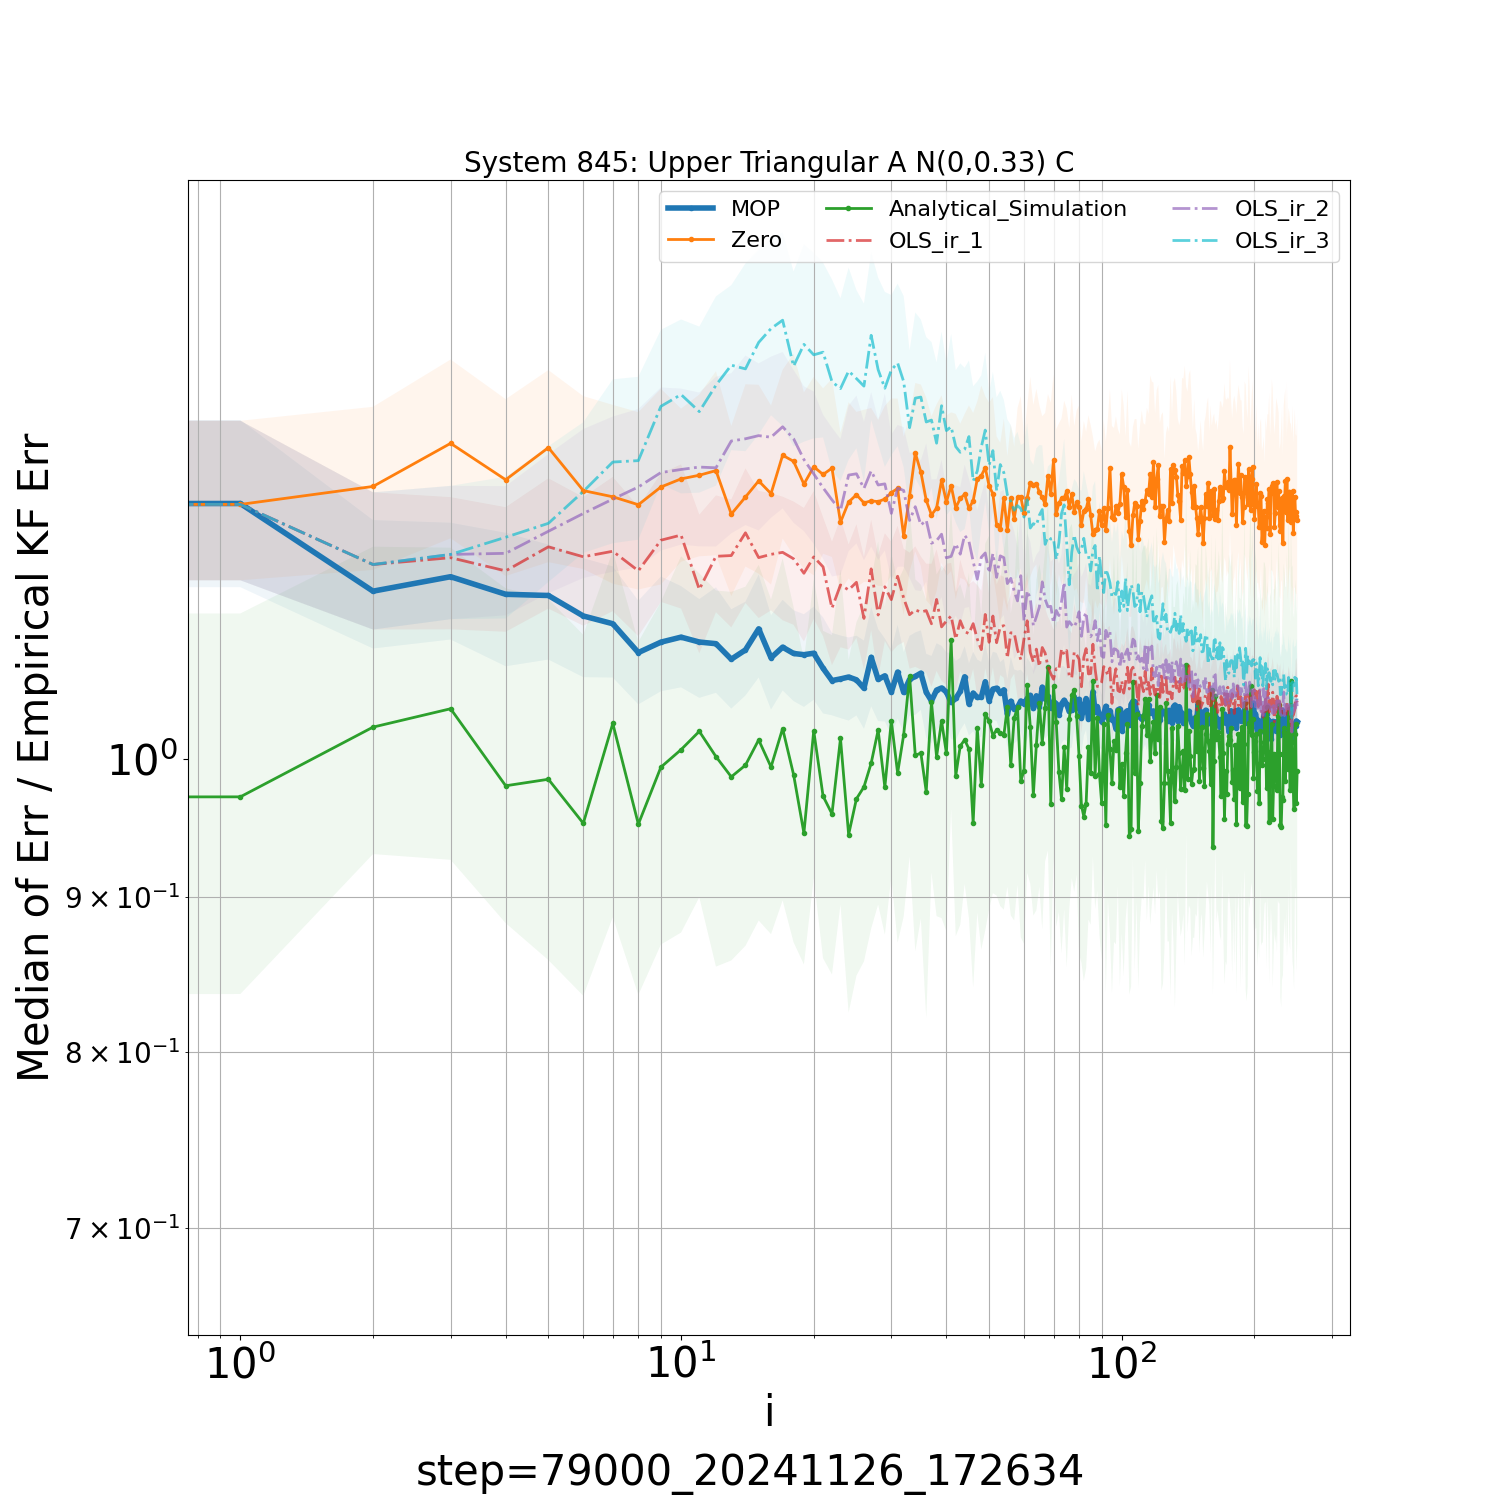 System 845: Upper Triangular A N(0,0.33) C
MOP
Zero
Analytical_Simulation
OLS_ir_1
OLS_ir_2
OLS_ir_3
Median of Err / Empirical KF Err
10⁰
9 × 10⁻¹
8 × 10⁻¹
7 × 10⁻¹
10⁰ 10¹ 10²
i
step=79000_20241126_172634